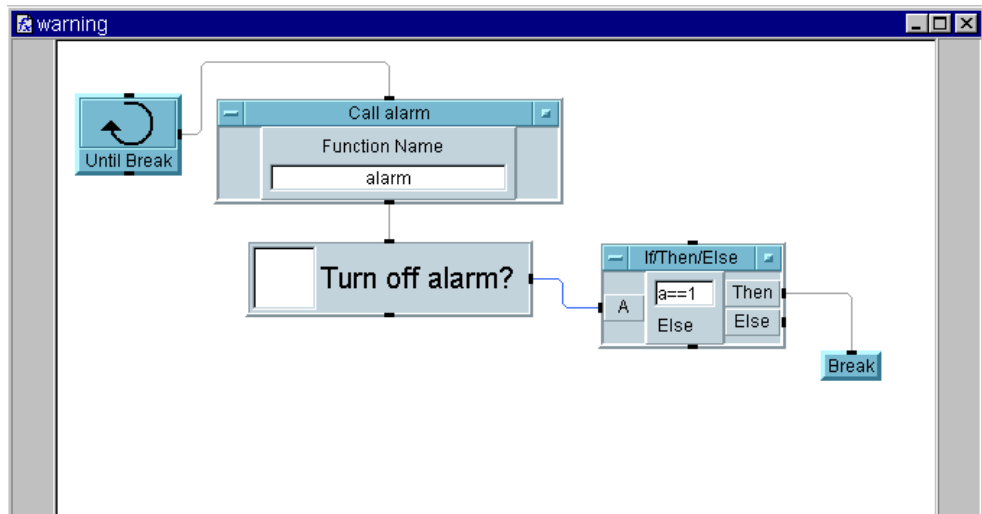 warning
Until Break
Call alarm
Function Name
alarm
Turn off alarm?
If/Then/Else
A
a==1
Then
Else
Else
Break